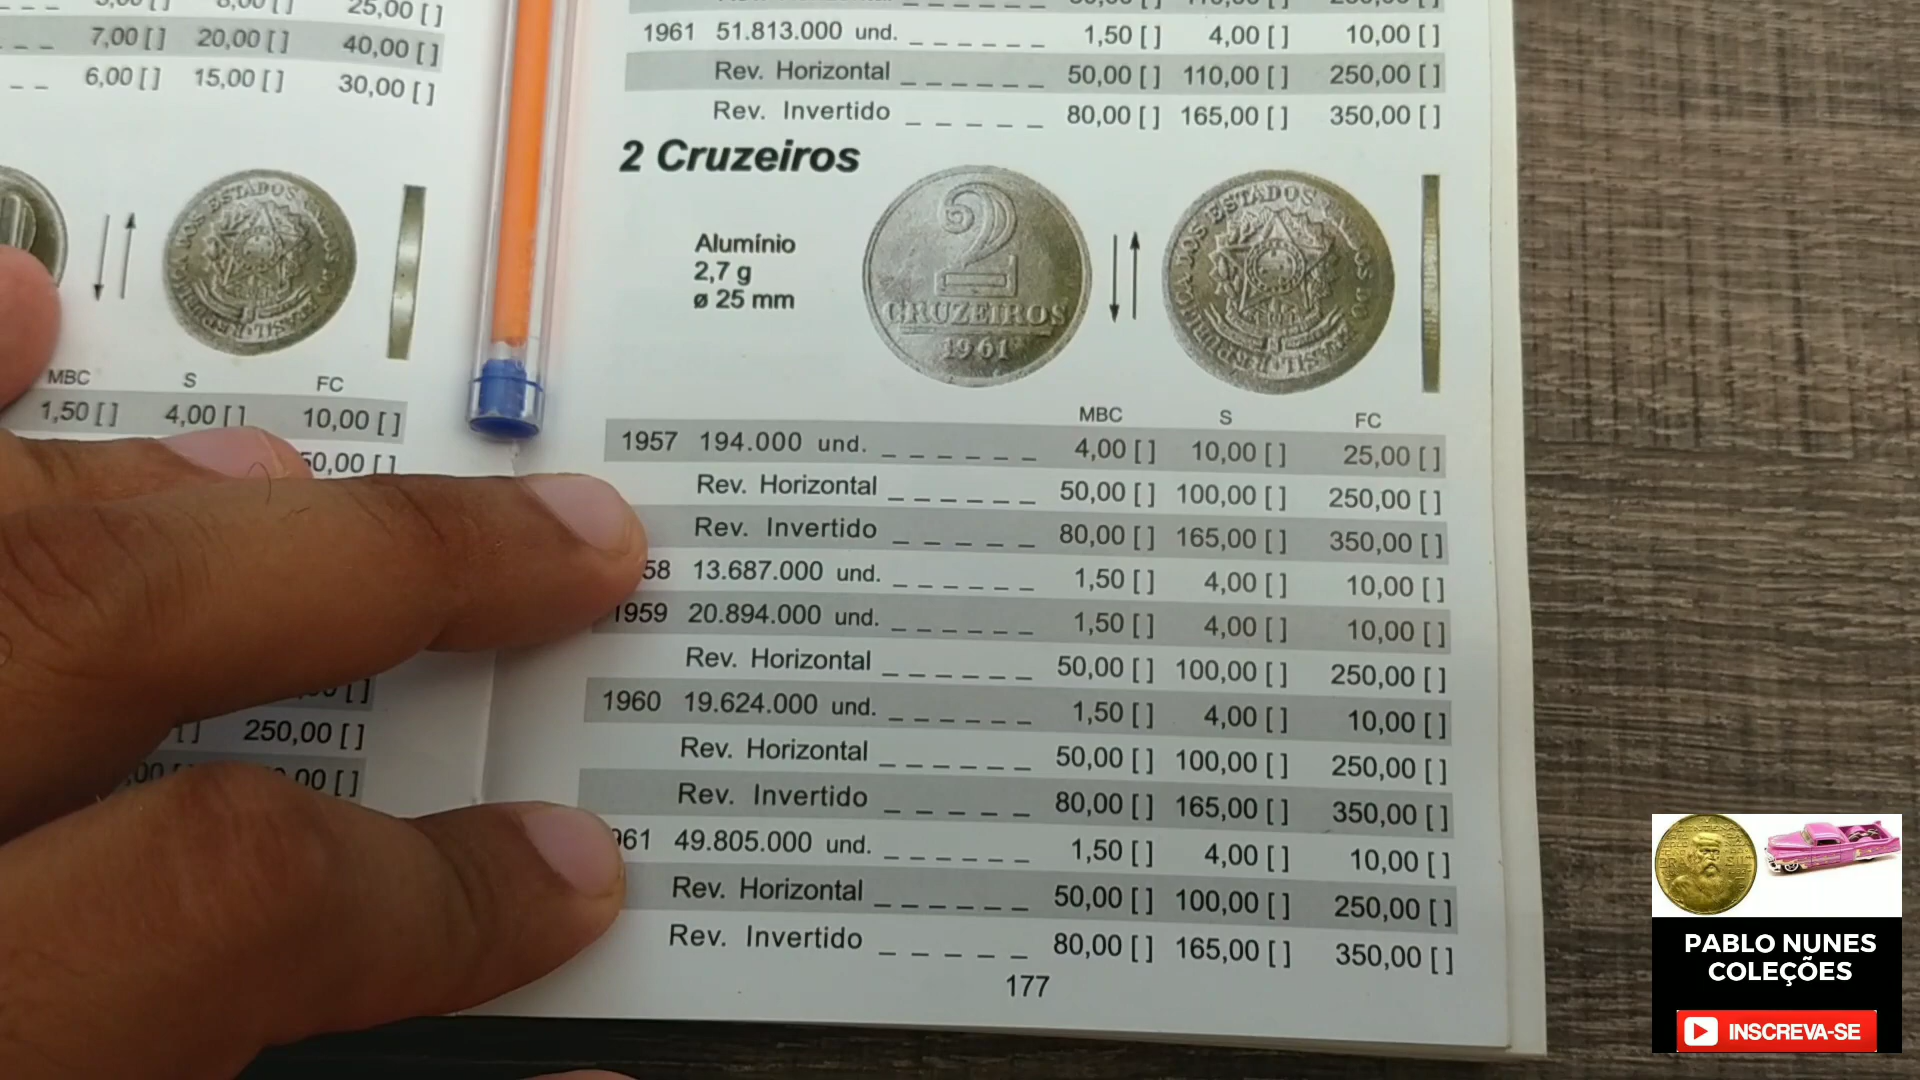 25,00 [ ]
7,00 [ ] 20,00 [ ] 40,00 [ ]
6,00 [ ] 15,00 [ ] 30,00 [ ]
MBC S FC
1,50 [ ] 4,00 [ ] 10,00 [ ]
50,00 [ ]
250,00 [ ]
1961 51.813.000 und. _ _ _ _ _ _ 1,50 [ ] 4,00 [ ] 10,00 [ ]
Rev. Horizontal _ _ _ _ _ _ 50,00 [ ] 110,00 [ ] 250,00 [ ]
Rev. Invertido _ _ _ _ _ 80,00 [ ] 165,00 [ ] 350,00 [ ]
2 Cruzeiros
Alumínio
2,7 g
ø 25 mm
2
CRUZEIROS
1961
MBC S FC
1957 194.000 und. _ _ _ _ _ _ 4,00 [ ] 10,00 [ ] 25,00 [ ]
Rev. Horizontal _ _ _ _ _ _ 50,00 [ ] 100,00 [ ] 250,00 [ ]
Rev. Invertido _ _ _ _ _ 80,00 [ ] 165,00 [ ] 350,00 [ ]
58 13.687.000 und. _ _ _ _ _ _ 1,50 [ ] 4,00 [ ] 10,00 [ ]
1959 20.894.000 und. _ _ _ _ _ _ 1,50 [ ] 4,00 [ ] 10,00 [ ]
Rev. Horizontal _ _ _ _ _ _ 50,00 [ ] 100,00 [ ] 250,00 [ ]
1960 19.624.000 und. _ _ _ _ _ _ 1,50 [ ] 4,00 [ ] 10,00 [ ]
Rev. Horizontal _ _ _ _ _ _ 50,00 [ ] 100,00 [ ] 250,00 [ ]
Rev. Invertido _ _ _ _ _ 80,00 [ ] 165,00 [ ] 350,00 [ ]
961 49.805.000 und. _ _ _ _ _ _ 1,50 [ ] 4,00 [ ] 10,00 [ ]
Rev. Horizontal _ _ _ _ _ _ 50,00 [ ] 100,00 [ ] 250,00 [ ]
Rev. Invertido _ _ _ _ _ 80,00 [ ] 165,00 [ ] 350,00 [ ]
177
PABLO NUNES
COLEÇÕES
INSCREVA-SE